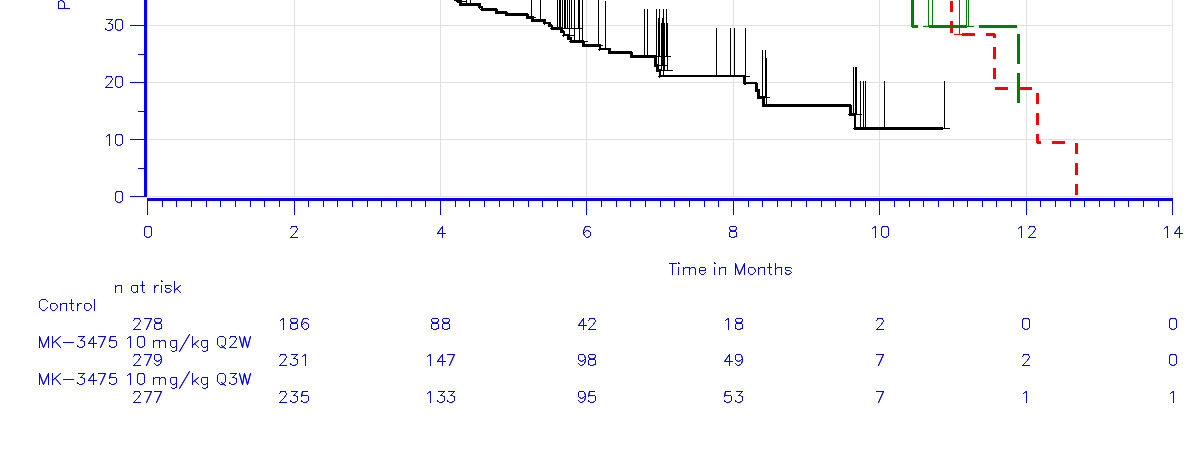 P
30
20
10
0
0 2 4 6 8 10 12 14
Time in Months
n at risk
Control
278 186 88 42 18 2 0 0
MK-3475 10 mg/kg Q2W
279 231 147 98 49 7 2 0
MK-3475 10 mg/kg Q3W
277 235 133 95 53 7 1 1